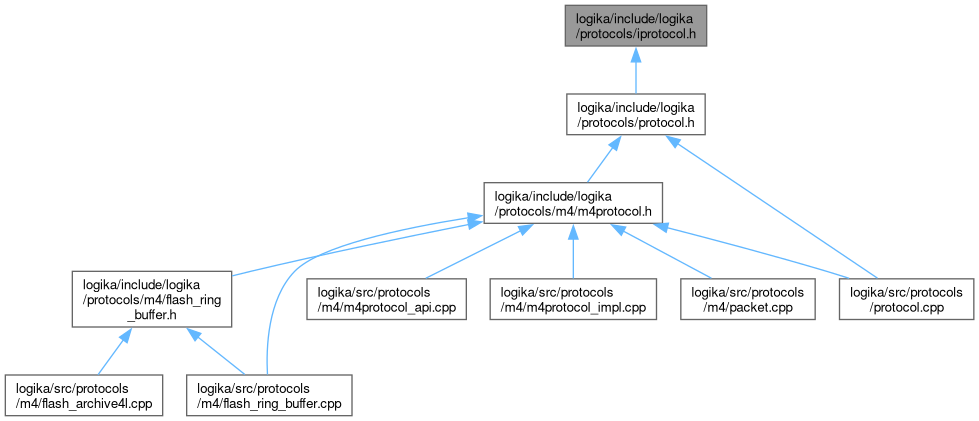 logika/include/logika
/protocols/iprotocol.h
logika/include/logika
/protocols/protocol.h
logika/include/logika
/protocols/m4/m4protocol.h
logika/include/logika
/protocols/m4/flash_ring
_buffer.h
logika/src/protocols
/m4/m4protocol_api.cpp
logika/src/protocols
/m4/m4protocol_impl.cpp
logika/src/protocols
/m4/packet.cpp
logika/src/protocols
/protocol.cpp
logika/src/protocols
/m4/flash_archive4l.cpp
logika/src/protocols
/m4/flash_ring_buffer.cpp